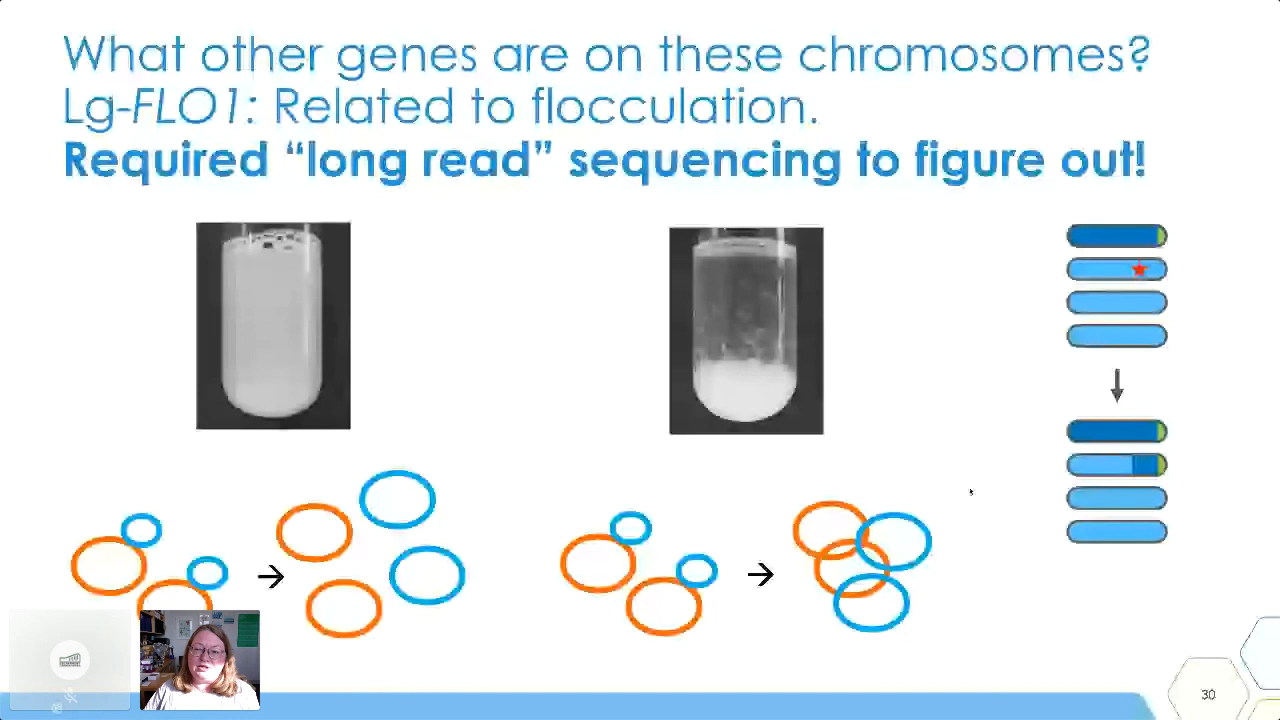 What other genes are on these chromosomes?
Lg-FLO1: Related to flocculation.
Required “long read” sequencing to figure out!
30